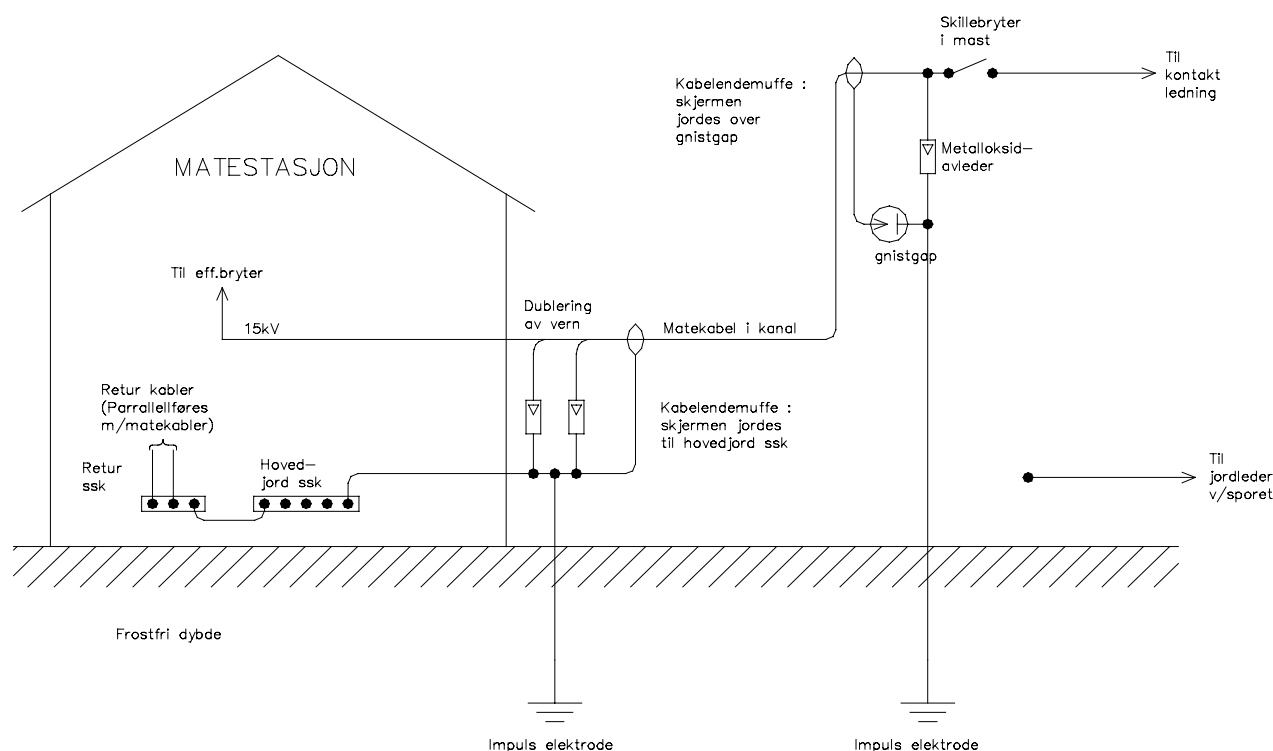 Skillebryter
i mast
Til
kontakt
ledning
Kabelendemuffe :
skjermen
jordes over
gnistgap
MATESTASJON
Metalloksid-
avleder
gnistgap
Til eff.bryter
Dublering
av vern
15kV
Matekabel i kanal
Retur kabler
(Parrallellføres
m/matekabler)
Kabelendemuffe :
skjermen jordes
til hovedjord ssk
Retur
ssk
Hoved-
jord ssk
Til
jordleder
v/sporet
Frostfri dybde
Impuls elektrode
Impuls elektrode